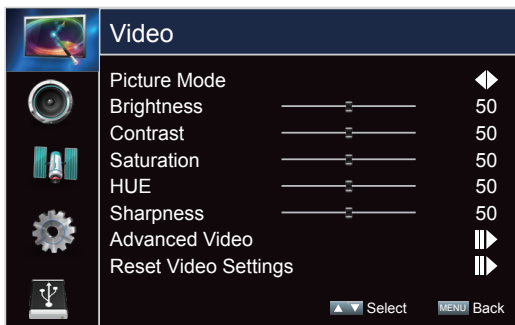 Video
Picture Mode
Brightness 50
Contrast 50
Saturation 50
HUE 50
Sharpness 50
Advanced Video
Reset Video Settings
Select MENU Back